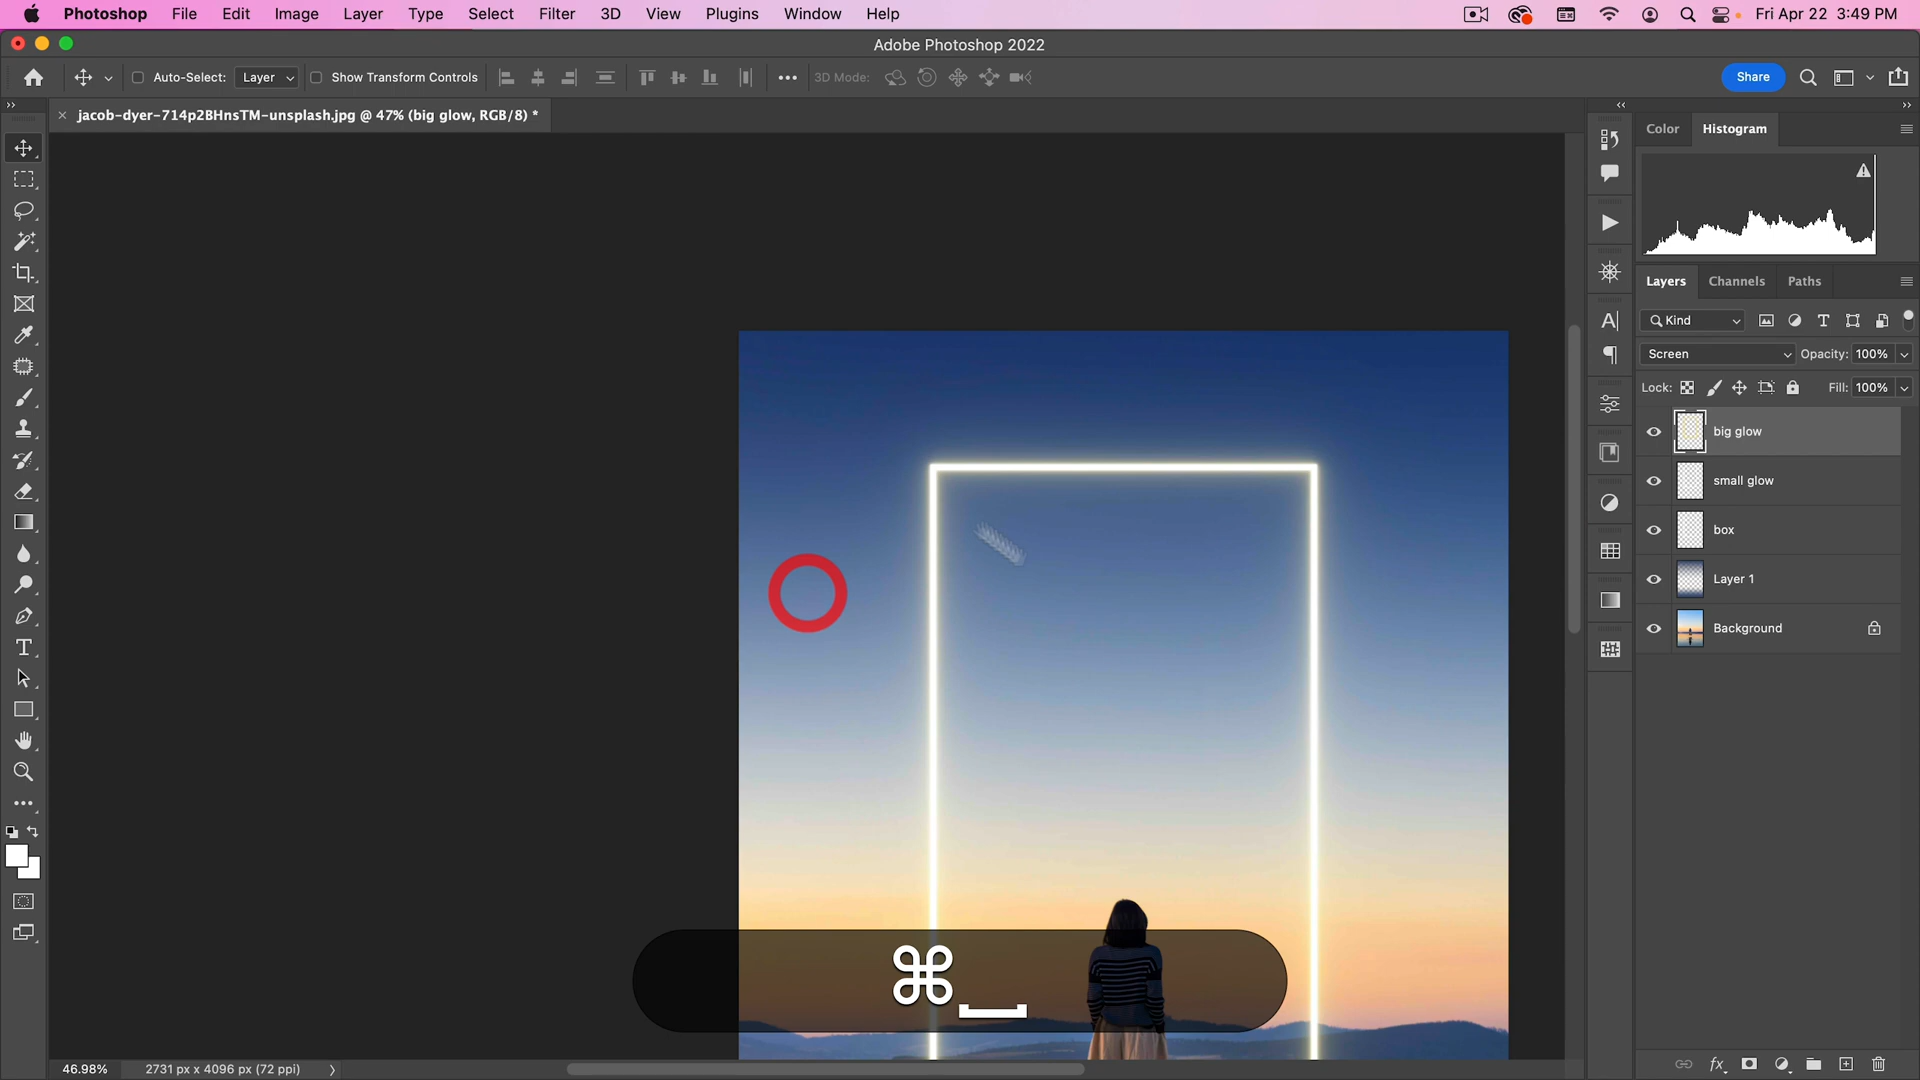 Photoshop File Edit Image Layer Type Select Filter 3D View Plugins Window Help Fri Apr 22 3:49 PM
Adobe Photoshop 2022
Auto-Select: Layer Show Transform Controls 3D Mode: Share
jacob-dyer-714p2BHnsTM-unsplash.jpg @ 47% (big glow, RGB/8) *
Color Histogram
Layers Channels Paths
Kind
Screen Opacity: 100%
Lock: Fill: 100%
big glow
small glow
box
Layer 1
Background
46.98% 2731 px x 4096 px (72 ppi)